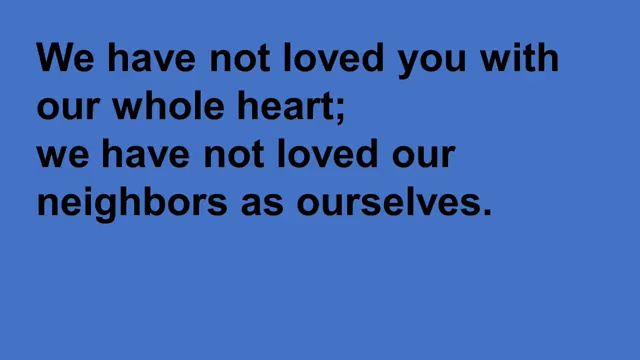 We have not loved you with
our whole heart;
we have not loved our
neighbors as ourselves.